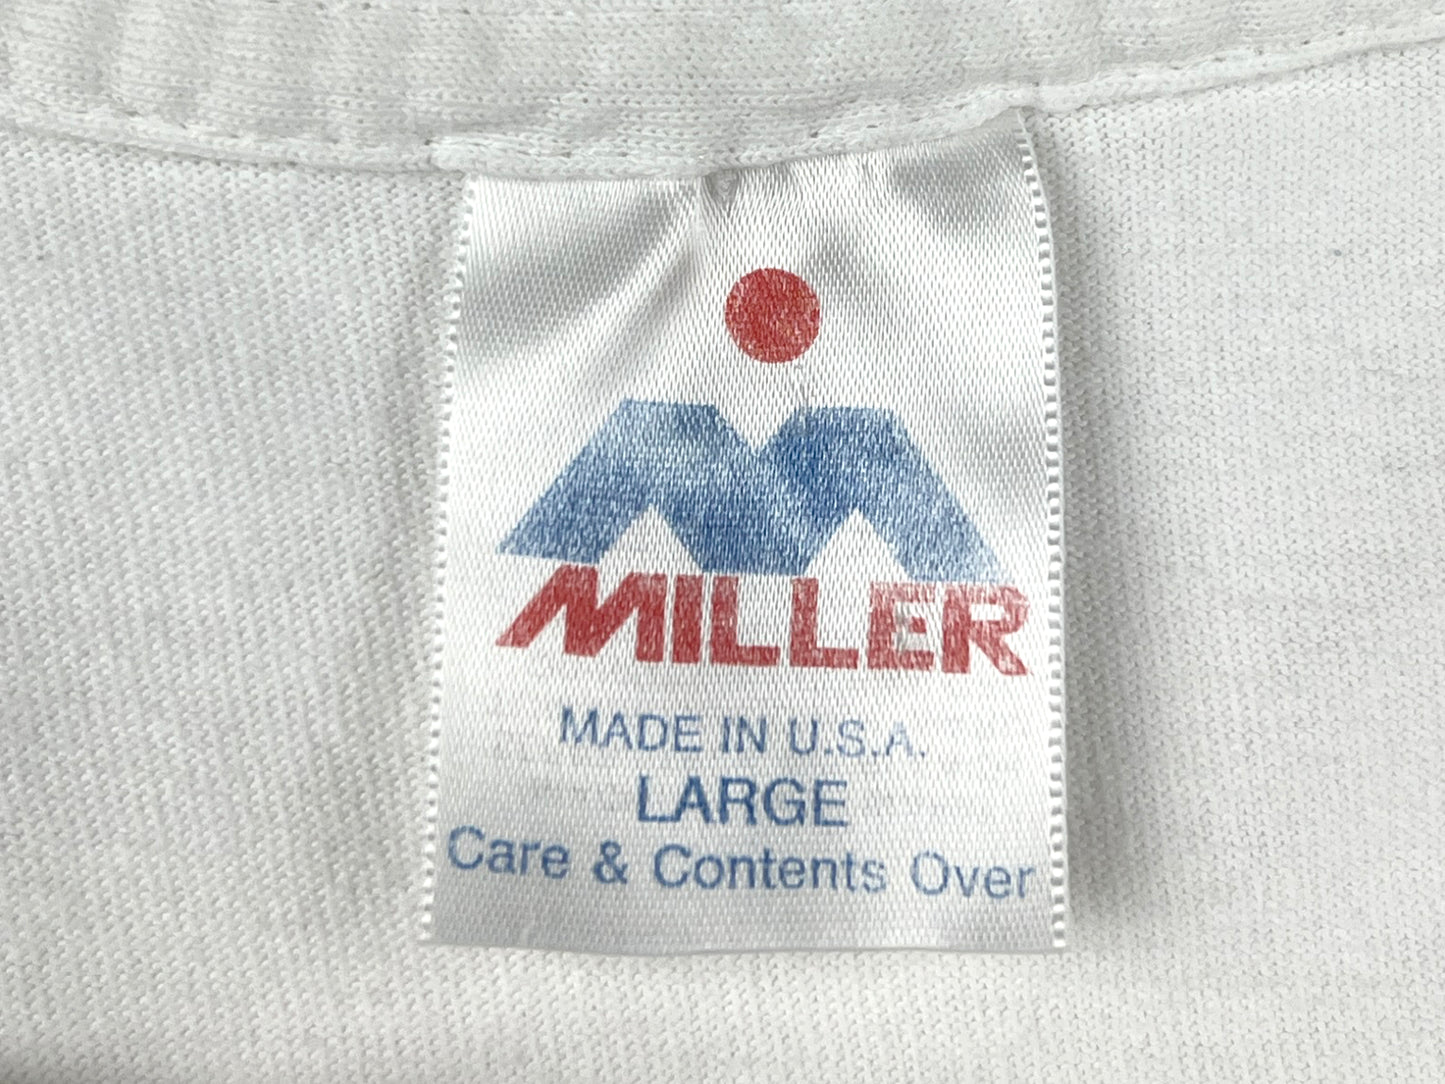 MILLER
MADE IN U.S.A.
LARGE
Care & Contents Over